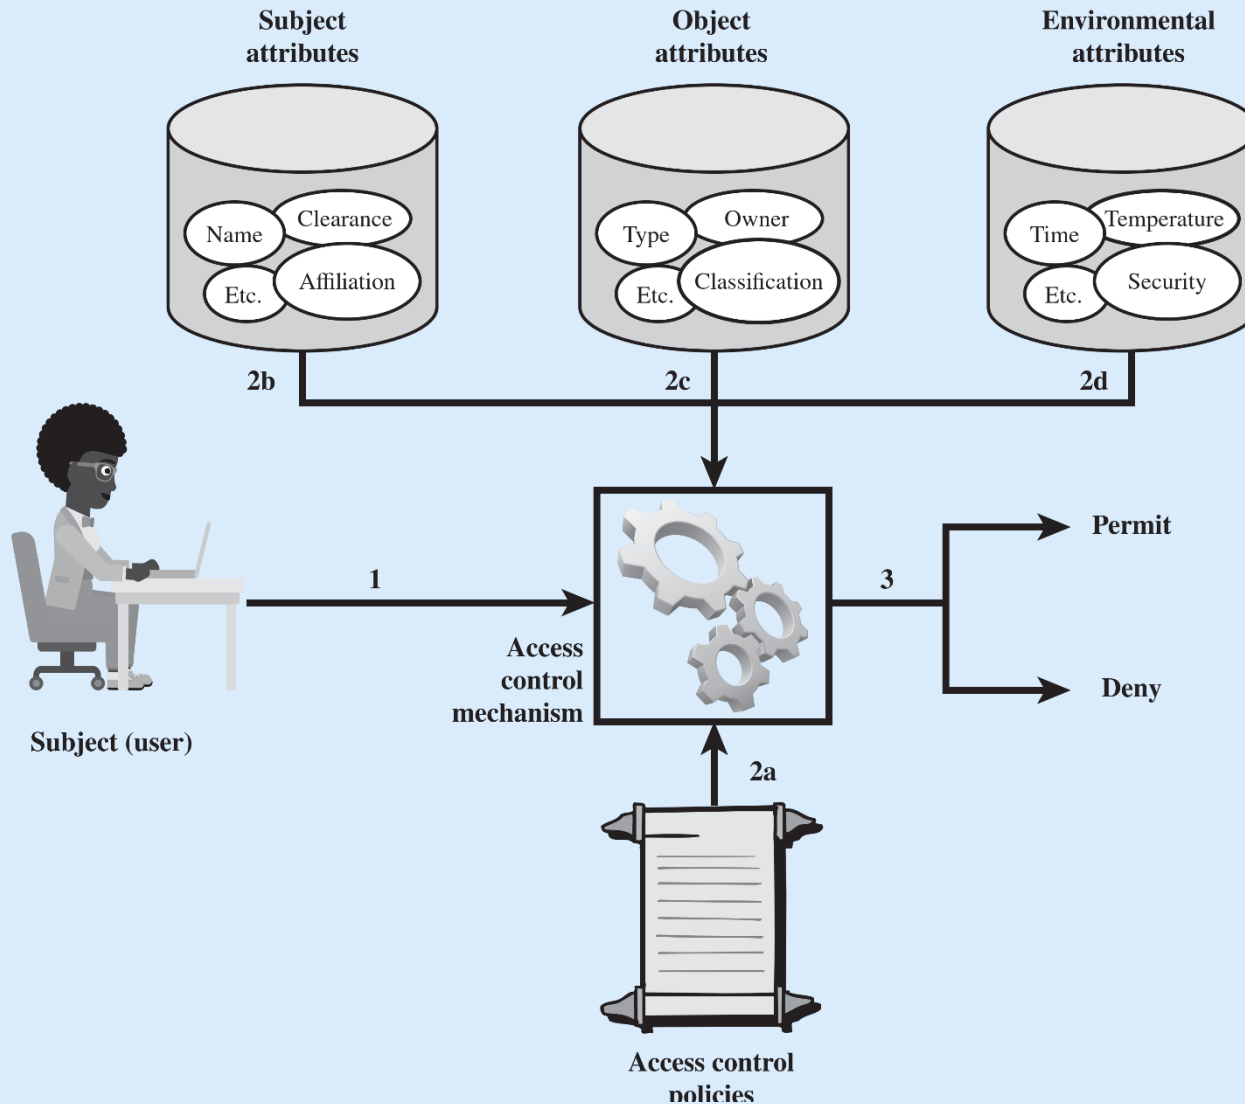 Subject
attributes
Object
attributes
Environmental
attributes
Name
Clearance
Etc.
Affiliation
Type
Owner
Etc.
Classification
Time
Temperature
Etc.
Security
2b
2c
2d
1
Access
control
mechanism
3
Permit
Deny
Subject (user)
2a
Access control
policies